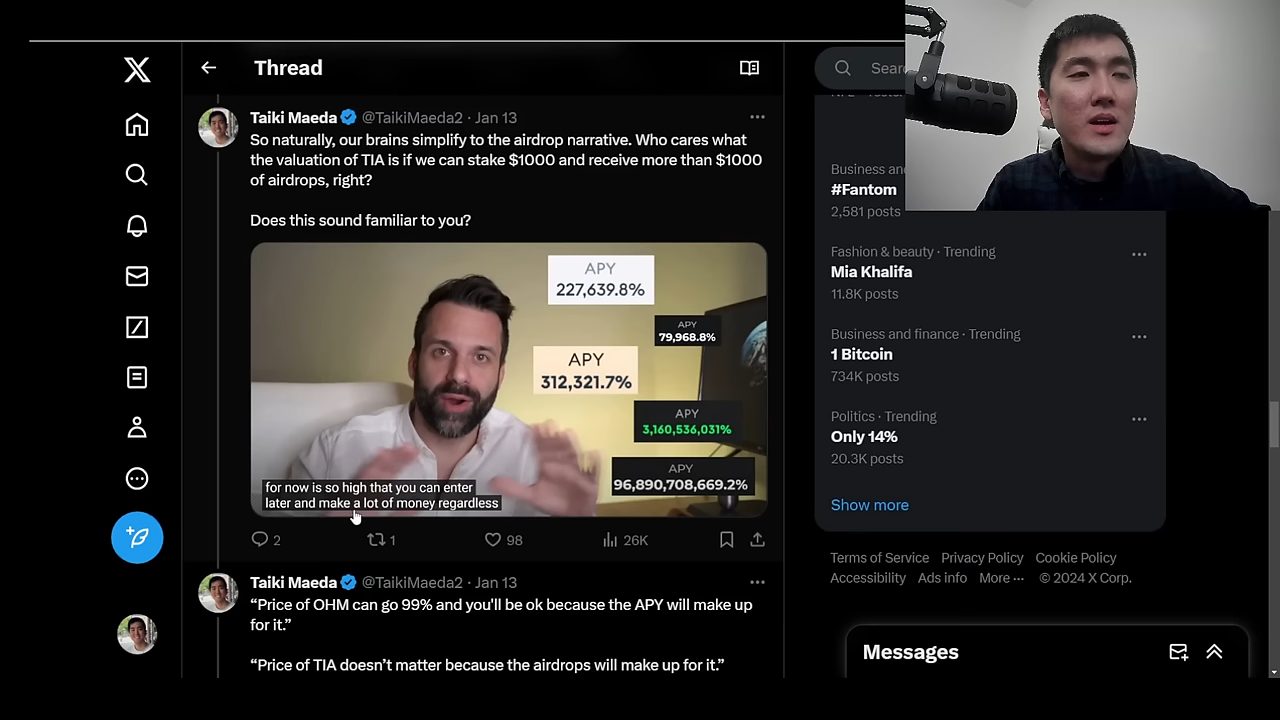 Thread
Sear
Taiki Maeda @TaikiMaeda2 · Jan 13
So naturally, our brains simplify to the airdrop narrative. Who cares what
the valuation of TIA is if we can stake $1000 and receive more than $1000
of airdrops, right?
Does this sound familiar to you?
APY
227,639.8%
APY
79,968.8%
APY
312,321.7%
APY
3,160,536,031%
APY
96,890,708,669.2%
for now is so high that you can enter
later and make a lot of money regardless
2
1
98
26K
Taiki Maeda @TaikiMaeda2 · Jan 13
“Price of OHM can go 99% and you'll be ok because the APY will make up
for it.”
“Price of TIA doesn’t matter because the airdrops will make up for it.”
Business an
#Fantom
2,581 posts
Fashion & beauty · Trending
Mia Khalifa
11.8K posts
Business and finance · Trending
1 Bitcoin
734K posts
Politics · Trending
Only 14%
20.3K posts
Show more
Terms of Service Privacy Policy Cookie Policy
Accessibility Ads info More ··· © 2024 X Corp.
Messages